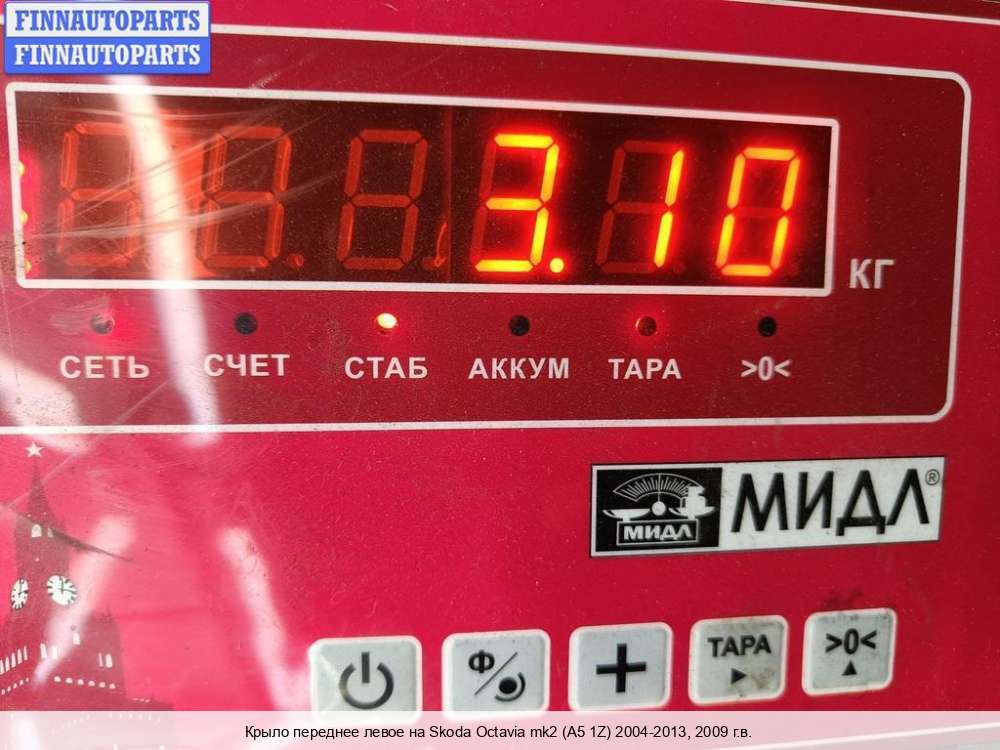 FINNAUTOPARTS
FINNAUTOPARTS
3.10
КГ
СЕТЬ СЧЕТ СТАБ АККУМ ТАРА >0<
МИДЛ МИДЛ®
Ф/ + ТАРА >0<
Крыло переднее левое на Skoda Octavia mk2 (A5 1Z) 2004-2013, 2009 г.в.